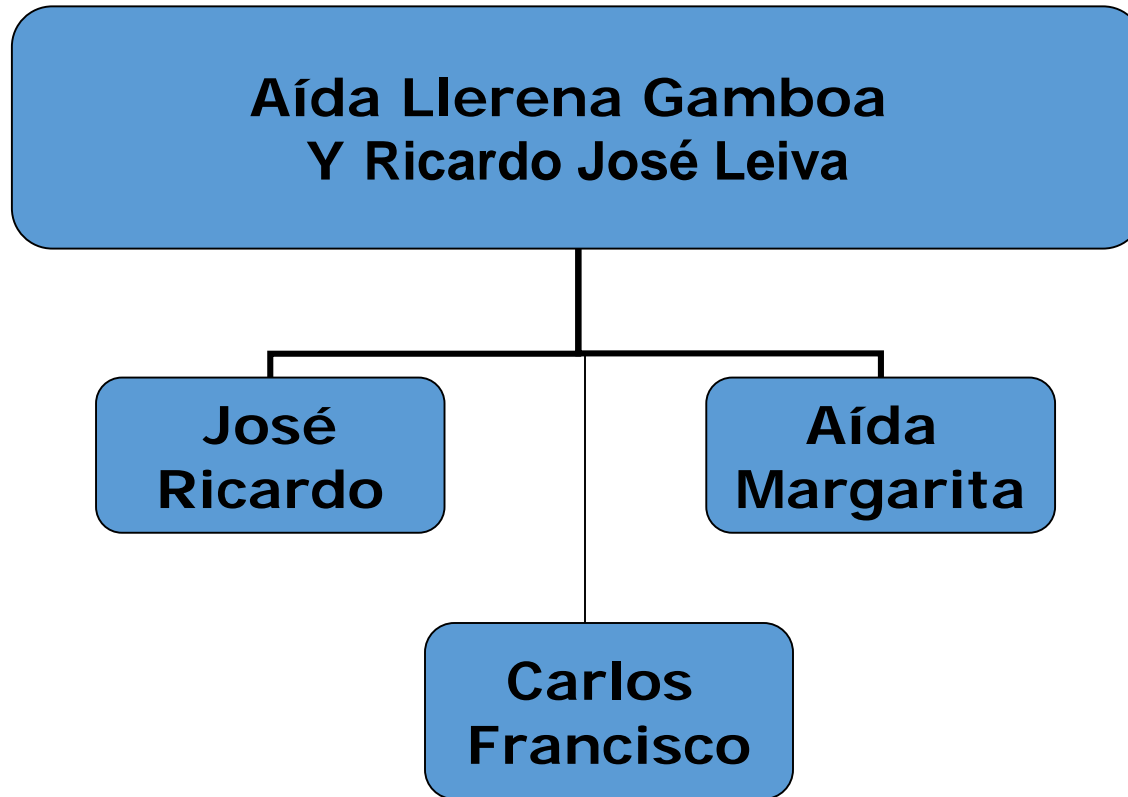 Aída Llerena Gamboa
Y Ricardo José Leiva
José
Ricardo
Aída
Margarita
Carlos
Francisco